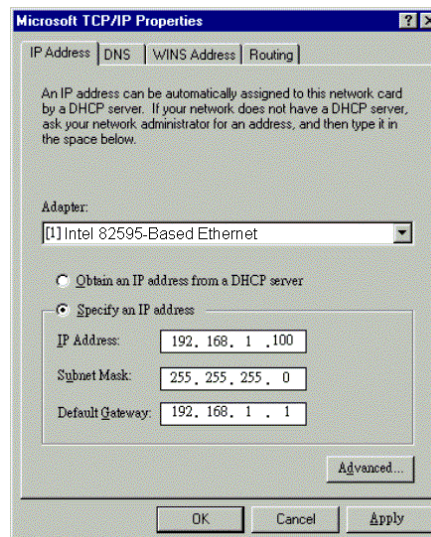 Microsoft TCP/IP Properties
IP Address DNS WINS Address Routing
An IP address can be automatically assigned to this network card
by a DHCP server. If your network does not have a DHCP server,
ask your network administrator for an address, and then type it in
the space below.
Adapter:
[1] Intel 82595-Based Ethernet
Obtain an IP address from a DHCP server
Specify an IP address
IP Address: 192. 168. 1 .100
Subnet Mask: 255. 255. 255. 0
Default Gateway: 192. 168. 1 . 1
Advanced...
OK Cancel Apply